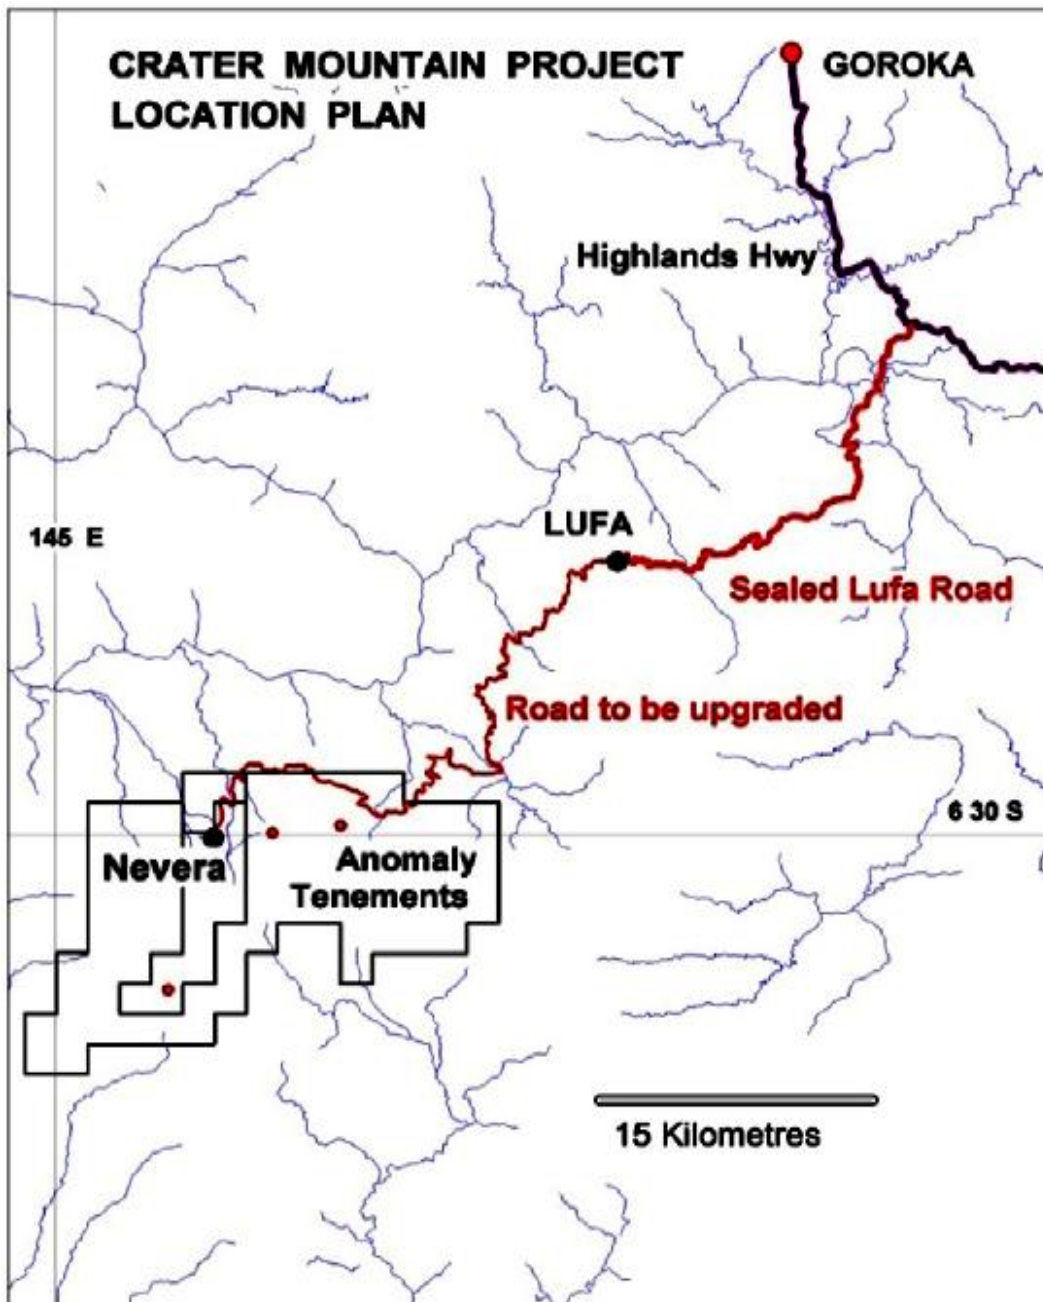 CRATER MOUNTAIN PROJECT
LOCATION PLAN
GOROKA
Highlands Hwy
145 E
LUFA
Sealed Lufa Road
Road to be upgraded
6 30 S
Nevera
Anomaly
Tenements
15 Kilometres